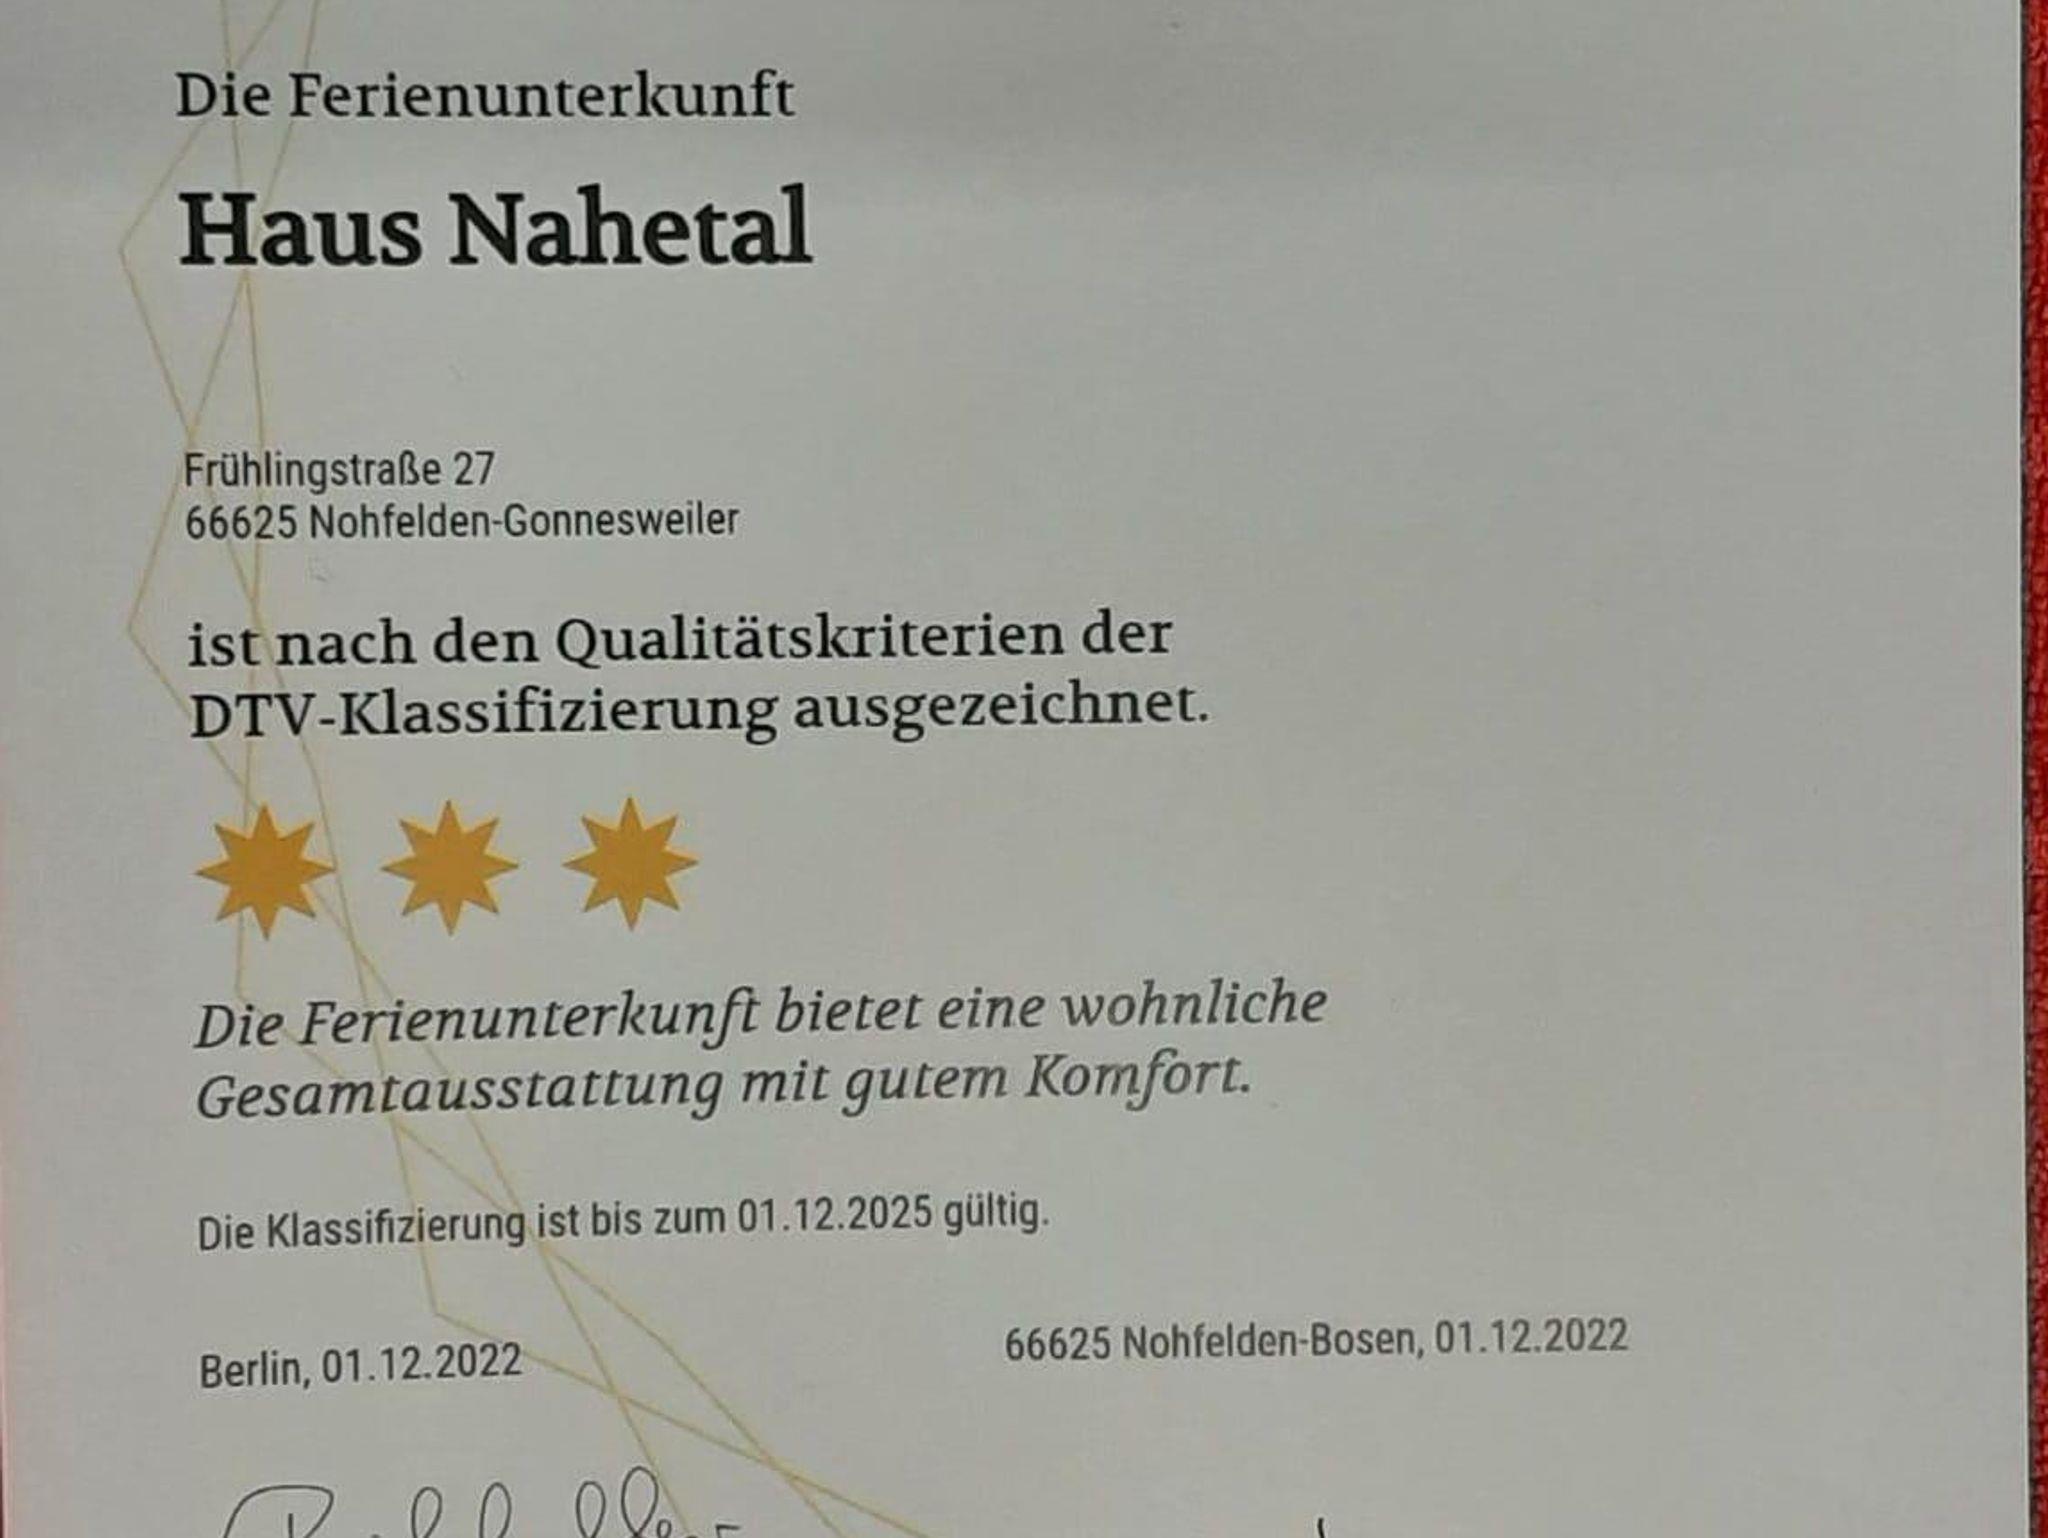 Die Ferienunterkunft
Haus Nahetal
Frühlingstraße 27
66625 Nohfelden-Gonnesweiler
ist nach den Qualitätskriterien der
DTV-Klassifizierung ausgezeichnet.
Die Ferienunterkunft bietet eine wohnliche
Gesamtausstattung mit gutem Komfort.
Die Klassifizierung ist bis zum 01.12.2025 gültig.
Berlin, 01.12.2022
66625 Nohfelden-Bosen, 01.12.2022